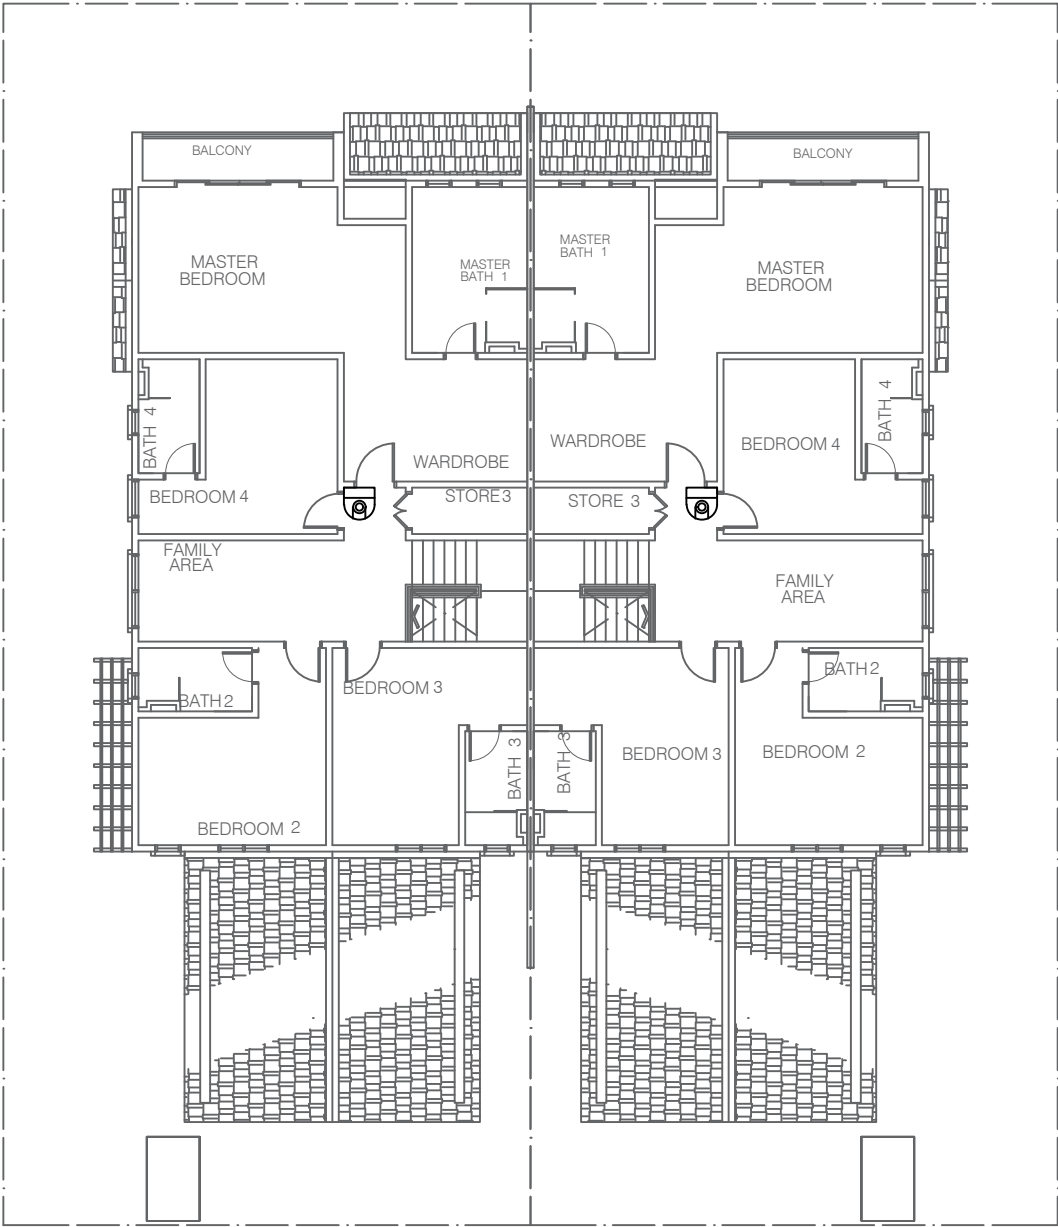 BALCONY
BALCONY
MASTER
BATH 1
MASTER
BEDROOM
MASTER
BATH 1
MASTER
BEDROOM
BATH 4
BATH 4
WARDROBE
BEDROOM 4
WARDROBE
BEDROOM 4
STORE 3
STORE 3
FAMILY
AREA
FAMILY
AREA
BATH 2
BEDROOM 3
BATH 2
BATH 3
BATH 3
BEDROOM 3
BEDROOM 2
BEDROOM 2